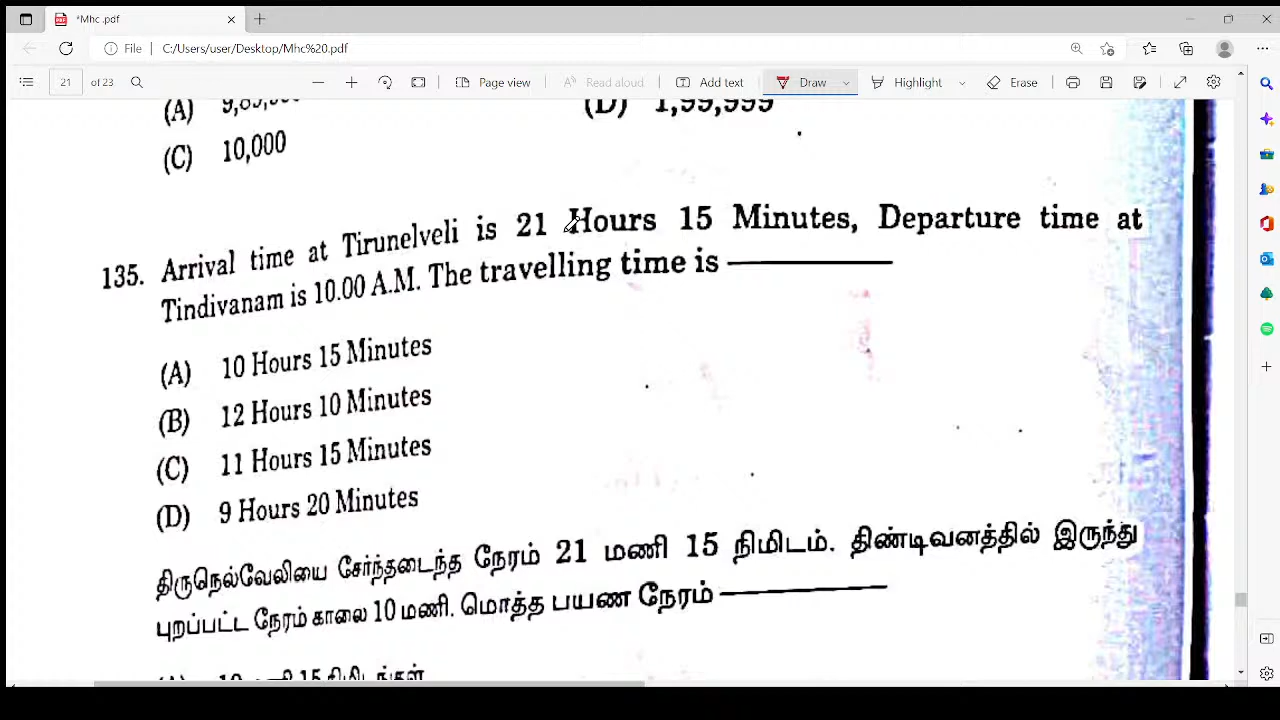 *Mhc .pdf
File C:/Users/user/Desktop/Mhc%20.pdf
21 of 23 Page view Read aloud Add text Draw Highlight Erase
(A) (D) 1,99,999
(C) 10,000
135. Arrival time at Tirunelveli is 21 Hours 15 Minutes, Departure time at
Tindivanam is 10.00 A.M. The travelling time is
(A) 10 Hours 15 Minutes
(B) 12 Hours 10 Minutes
(C) 11 Hours 15 Minutes
(D) 9 Hours 20 Minutes
திருநெல்வேலியை சேர்ந்தடைந்த நேரம் 21 மணி 15 நிமிடம். திண்டிவனத்தில் இருந்து
புறப்பட்ட நேரம் காலை 10 மணி. மொத்த பயண நேரம்